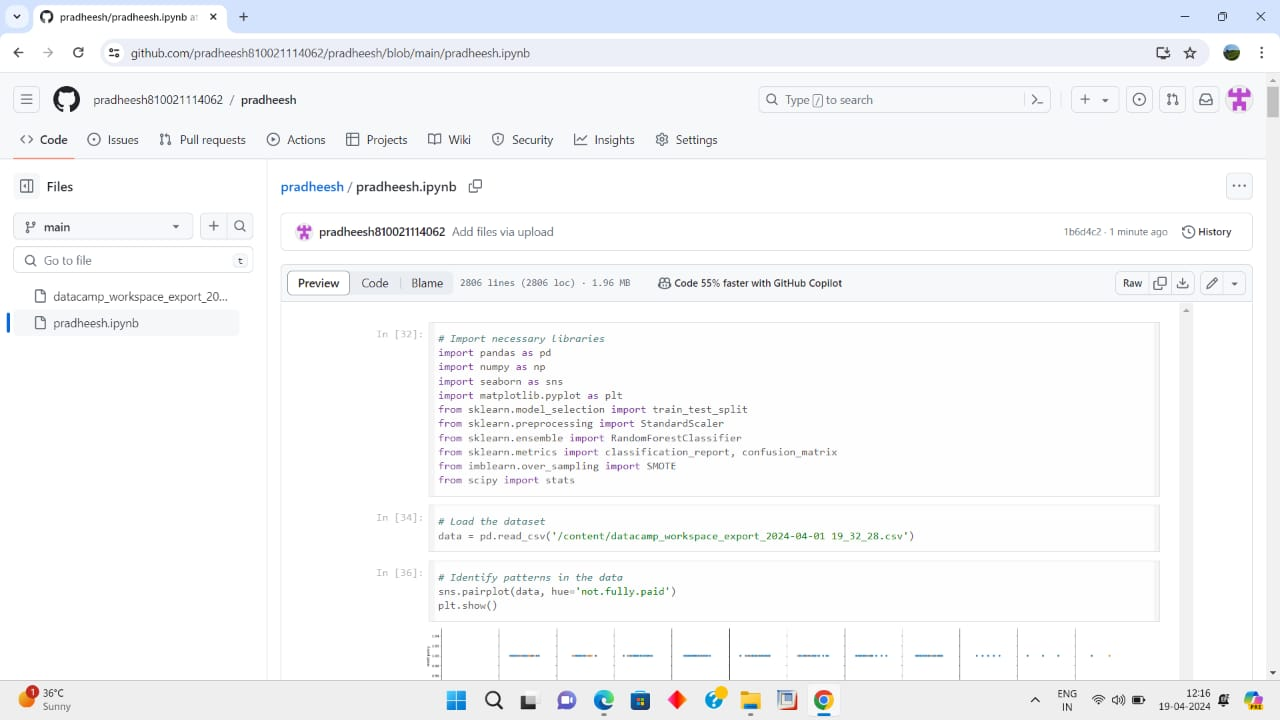 pradheesh/pradheesh.ipynb at
github.com/pradheesh810021114062/pradheesh/blob/main/pradheesh.ipynb
pradheesh810021114062 / pradheesh
Type / to search
Code Issues Pull requests Actions Projects Wiki Security Insights Settings
Files
pradheesh / pradheesh.ipynb
main
pradheesh810021114062 Add files via upload
1b6d4c2 · 1 minute ago History
Go to file t
Preview Code Blame 2806 lines (2806 loc) · 1.96 MB Code 55% faster with GitHub Copilot Raw
datacamp_workspace_export_20...
pradheesh.ipynb
In [32]:
# Import necessary libraries
import pandas as pd
import numpy as np
import seaborn as sns
import matplotlib.pyplot as plt
from sklearn.model_selection import train_test_split
from sklearn.preprocessing import StandardScaler
from sklearn.ensemble import RandomForestClassifier
from sklearn.metrics import classification_report, confusion_matrix
from imblearn.over_sampling import SMOTE
from scipy import stats
In [34]:
# Load the dataset
data = pd.read_csv('/content/datacamp_workspace_export_2024-04-01 19_32_28.csv')
In [36]:
# Identify patterns in the data
sns.pairplot(data, hue='not.fully.paid')
plt.show()
1
36°C
Sunny
ENG
IN
12:16
19-04-2024